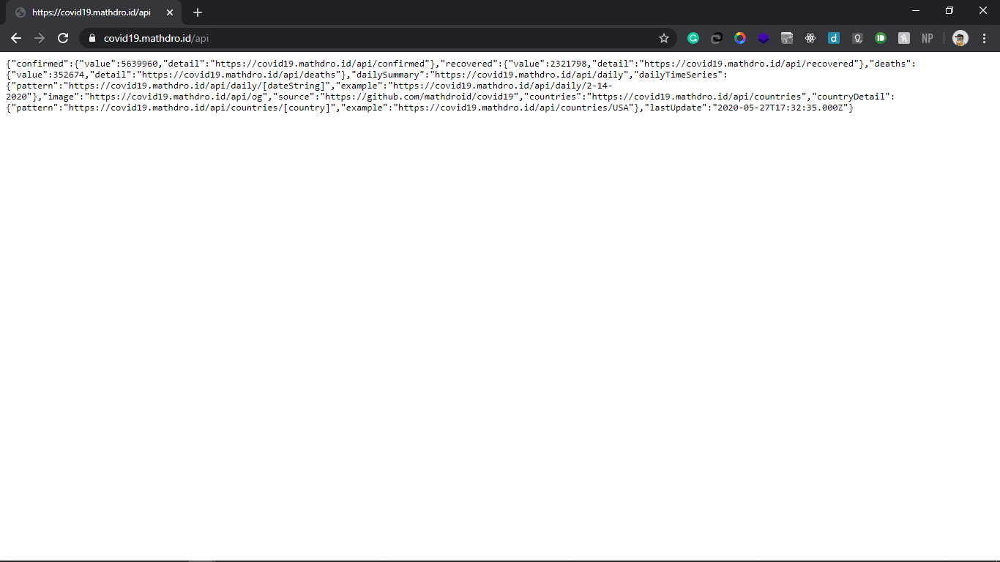 https://covid19.mathdro.id/api
covid19.mathdro.id/api
NP
{"confirmed":{"value":5639960,"detail":"https://covid19.mathdro.id/api/confirmed"},"recovered":{"value":2321798,"detail":"https://covid19.mathdro.id/api/recovered"},"deaths":
{"value":352674,"detail":"https://covid19.mathdro.id/api/deaths"},"dailySummary":"https://covid19.mathdro.id/api/daily","dailyTimeSeries":
{"pattern":"https://covid19.mathdro.id/api/daily/[dateString]","example":"https://covid19.mathdro.id/api/daily/2-14-
2020"},"image":"https://covid19.mathdro.id/api/og","source":"https://github.com/mathdroid/covid19","countries":"https://covid19.mathdro.id/api/countries","countryDetail":
{"pattern":"https://covid19.mathdro.id/api/countries/[country]","example":"https://covid19.mathdro.id/api/countries/USA"},"lastUpdate":"2020-05-27T17:32:35.000Z"}